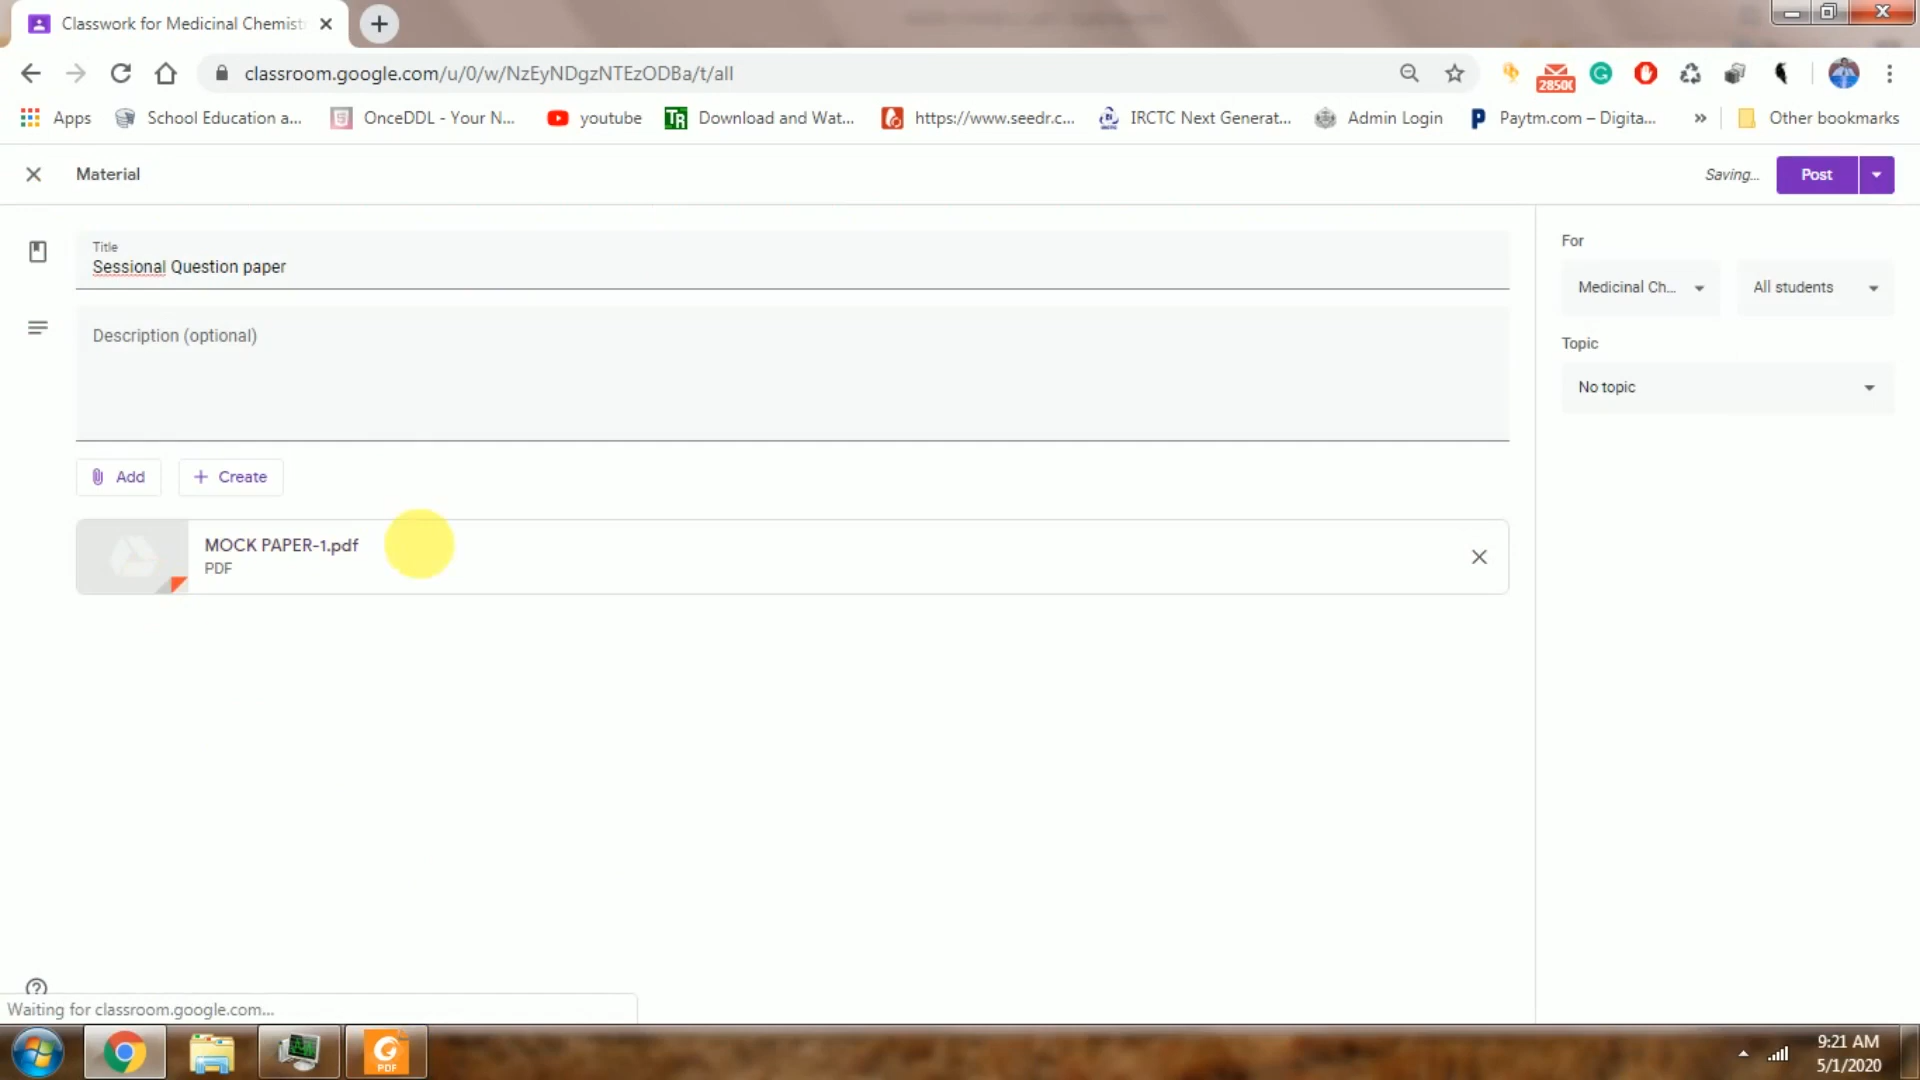 Classwork for Medicinal Chemist
classroom.google.com/u/0/w/NzEyNDgzNTEzODBa/t/all
2850
Apps
School Education a...
OnceDDL - Your N...
youtube
TR
Download and Wat...
https://www.seedr.c...
IRCTC Next Generat...
Admin Login
Paytm.com – Digita...
»
Other bookmarks
Material
Saving...
Post
Title
Sessional Question paper
Description (optional)
Add
Create
MOCK PAPER-1.pdf
PDF
For
Medicinal Ch...
All students
Topic
No topic
Waiting for classroom.google.com...
PDF
9:21 AM
5/1/2020